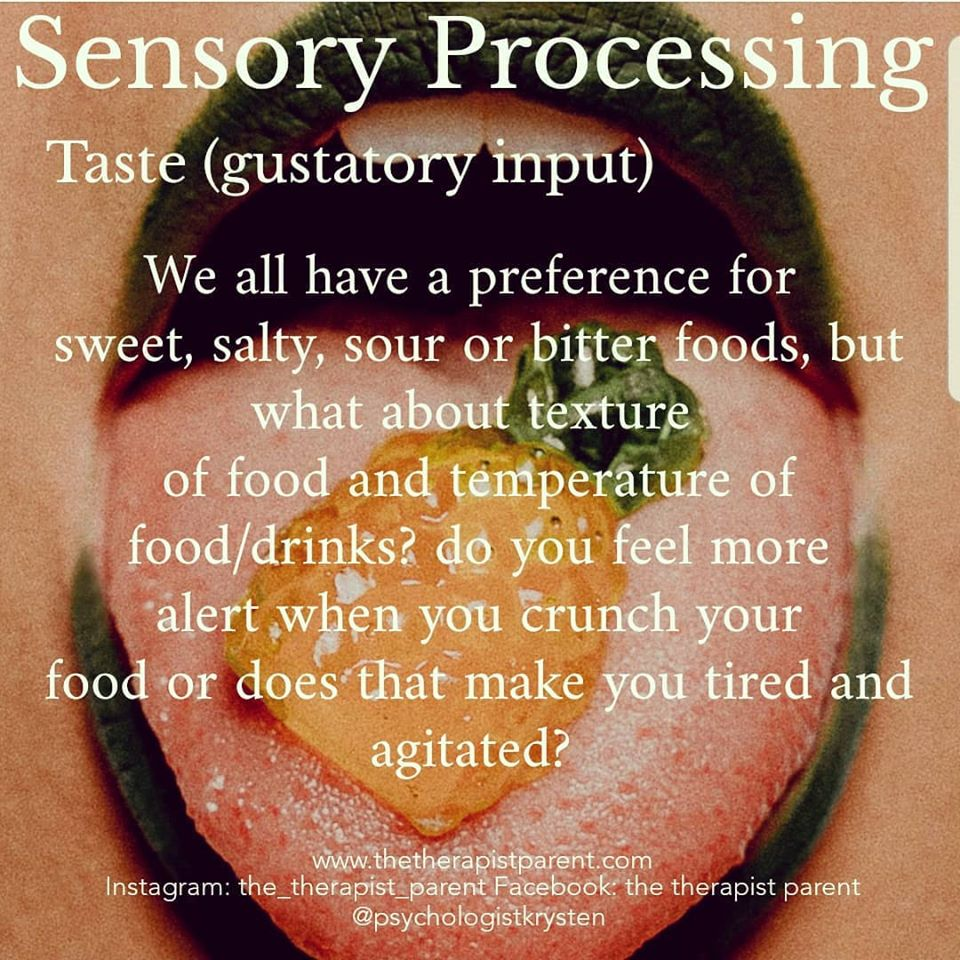 Sensory Processing
Taste (gustatory input)
We all have a preference for
sweet, salty, sour or bitter foods, but
what about texture
of food and temperature of
food/drinks? do you feel more
alert when you crunch your
food or does that make you tired and
agitated?
www.thetherapistparent.com
Instagram: the_therapist_parent Facebook: the therapist parent
@psychologistkrysten